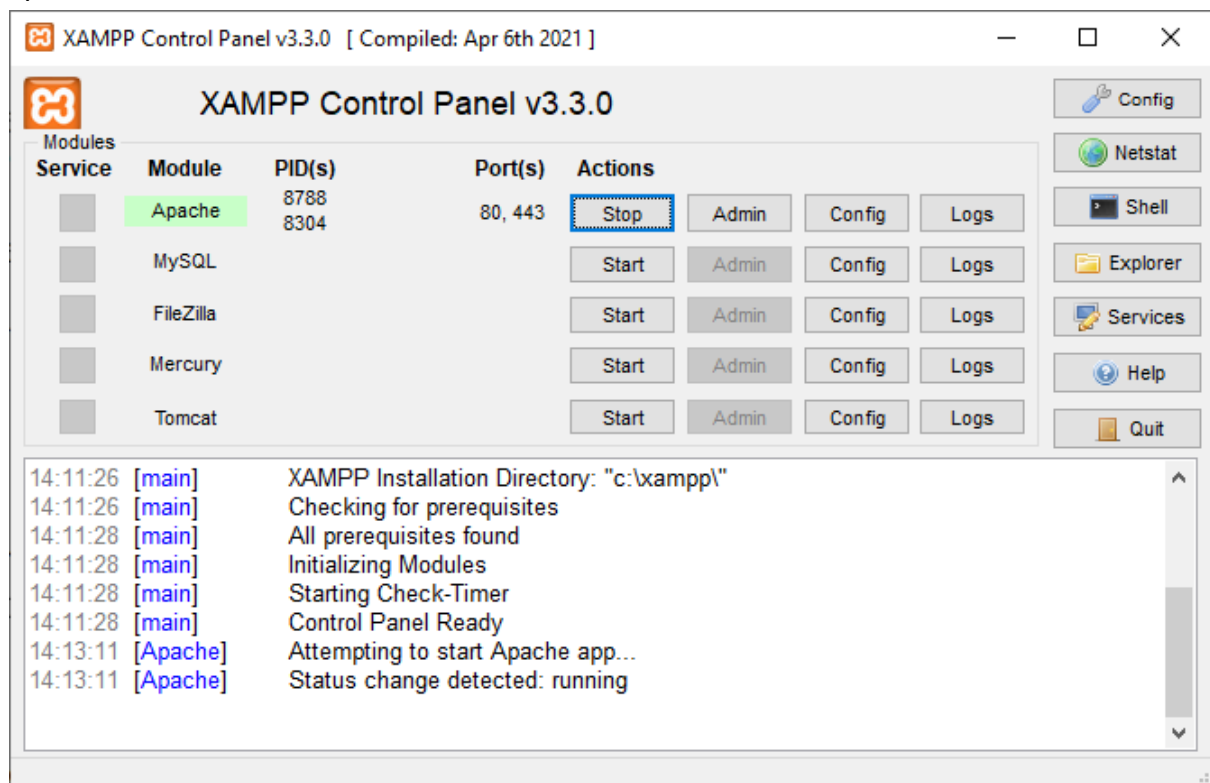 XAMPP Control Panel v3.3.0 [ Compiled: Apr 6th 2021 ]
XAMPP Control Panel v3.3.0
Config
Modules
Netstat
Service Module PID(s) Port(s) Actions
Apache 8788 8304 80, 443 Stop Admin Config Logs
Shell
MySQL Start Admin Config Logs
Explorer
FileZilla Start Admin Config Logs
Services
Mercury Start Admin Config Logs
Help
Tomcat Start Admin Config Logs
Quit
14:11:26 [main] XAMPP Installation Directory: "c:\xampp\"
14:11:26 [main] Checking for prerequisites
14:11:28 [main] All prerequisites found
14:11:28 [main] Initializing Modules
14:11:28 [main] Starting Check-Timer
14:11:28 [main] Control Panel Ready
14:13:11 [Apache] Attempting to start Apache app...
14:13:11 [Apache] Status change detected: running